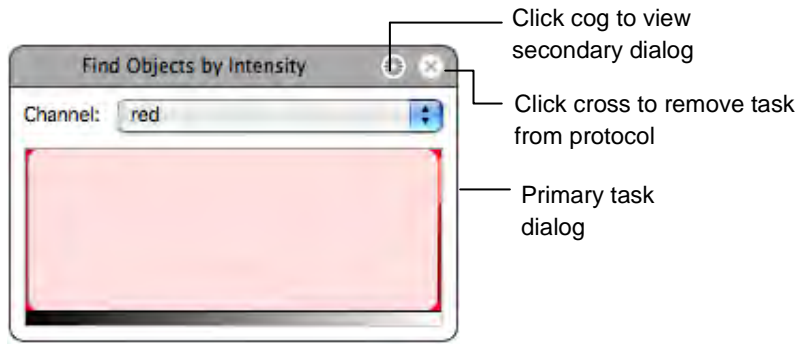 Click cog to view
secondary dialog
Find Objects by Intensity
Click cross to remove task
from protocol
Channel: red
Primary task
dialog